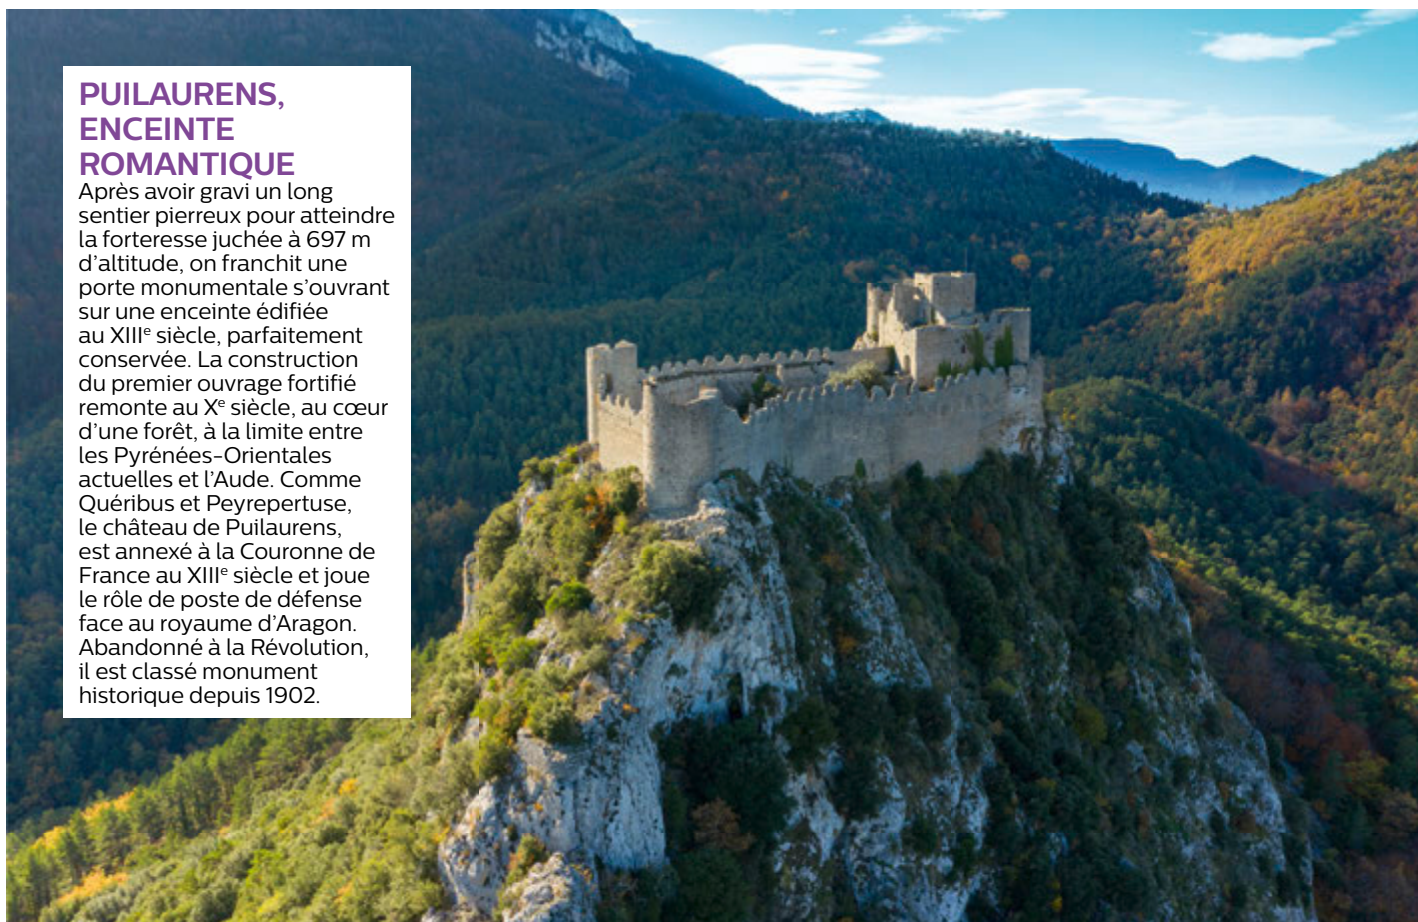 PUILAURENS,
ENCEINTE
ROMANTIQUE
Après avoir gravi un long
sentier pierreux pour atteindre
la forteresse juchée à 697 m
d’altitude, on franchit une
porte monumentale s’ouvrant
sur une enceinte édifiée
au XIIIᵉ siècle, parfaitement
conservée. La construction
du premier ouvrage fortifié
remonte au Xᵉ siècle, au cœur
d’une forêt, à la limite entre
les Pyrénées-Orientales
actuelles et l’Aude. Comme
Quéribus et Peyrepertuse,
le château de Puilaurens,
est annexé à la Couronne de
France au XIIIᵉ siècle et joue
le rôle de poste de défense
face au royaume d’Aragon.
Abandonné à la Révolution,
il est classé monument
historique depuis 1902.